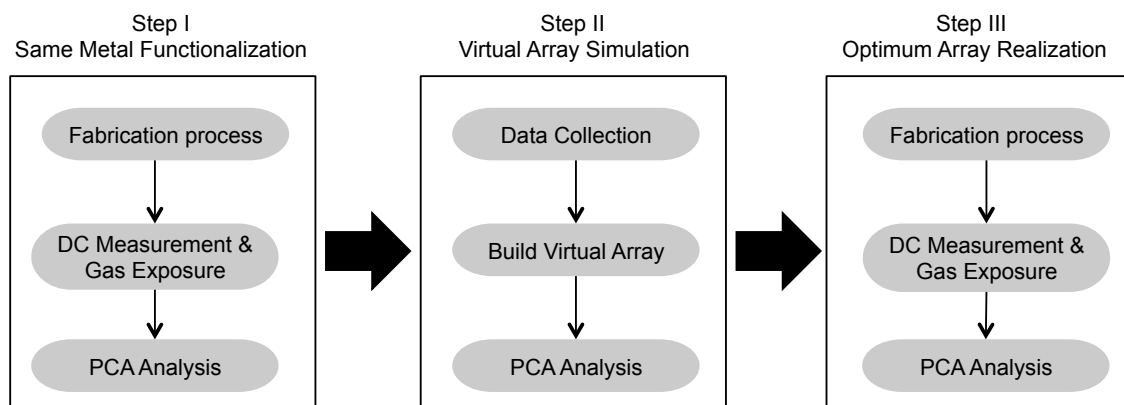 Step I
Same Metal Functionalization
Fabrication process
DC Measurement &
Gas Exposure
PCA Analysis
Step II
Virtual Array Simulation
Data Collection
Build Virtual Array
PCA Analysis
Step III
Optimum Array Realization
Fabrication process
DC Measurement &
Gas Exposure
PCA Analysis